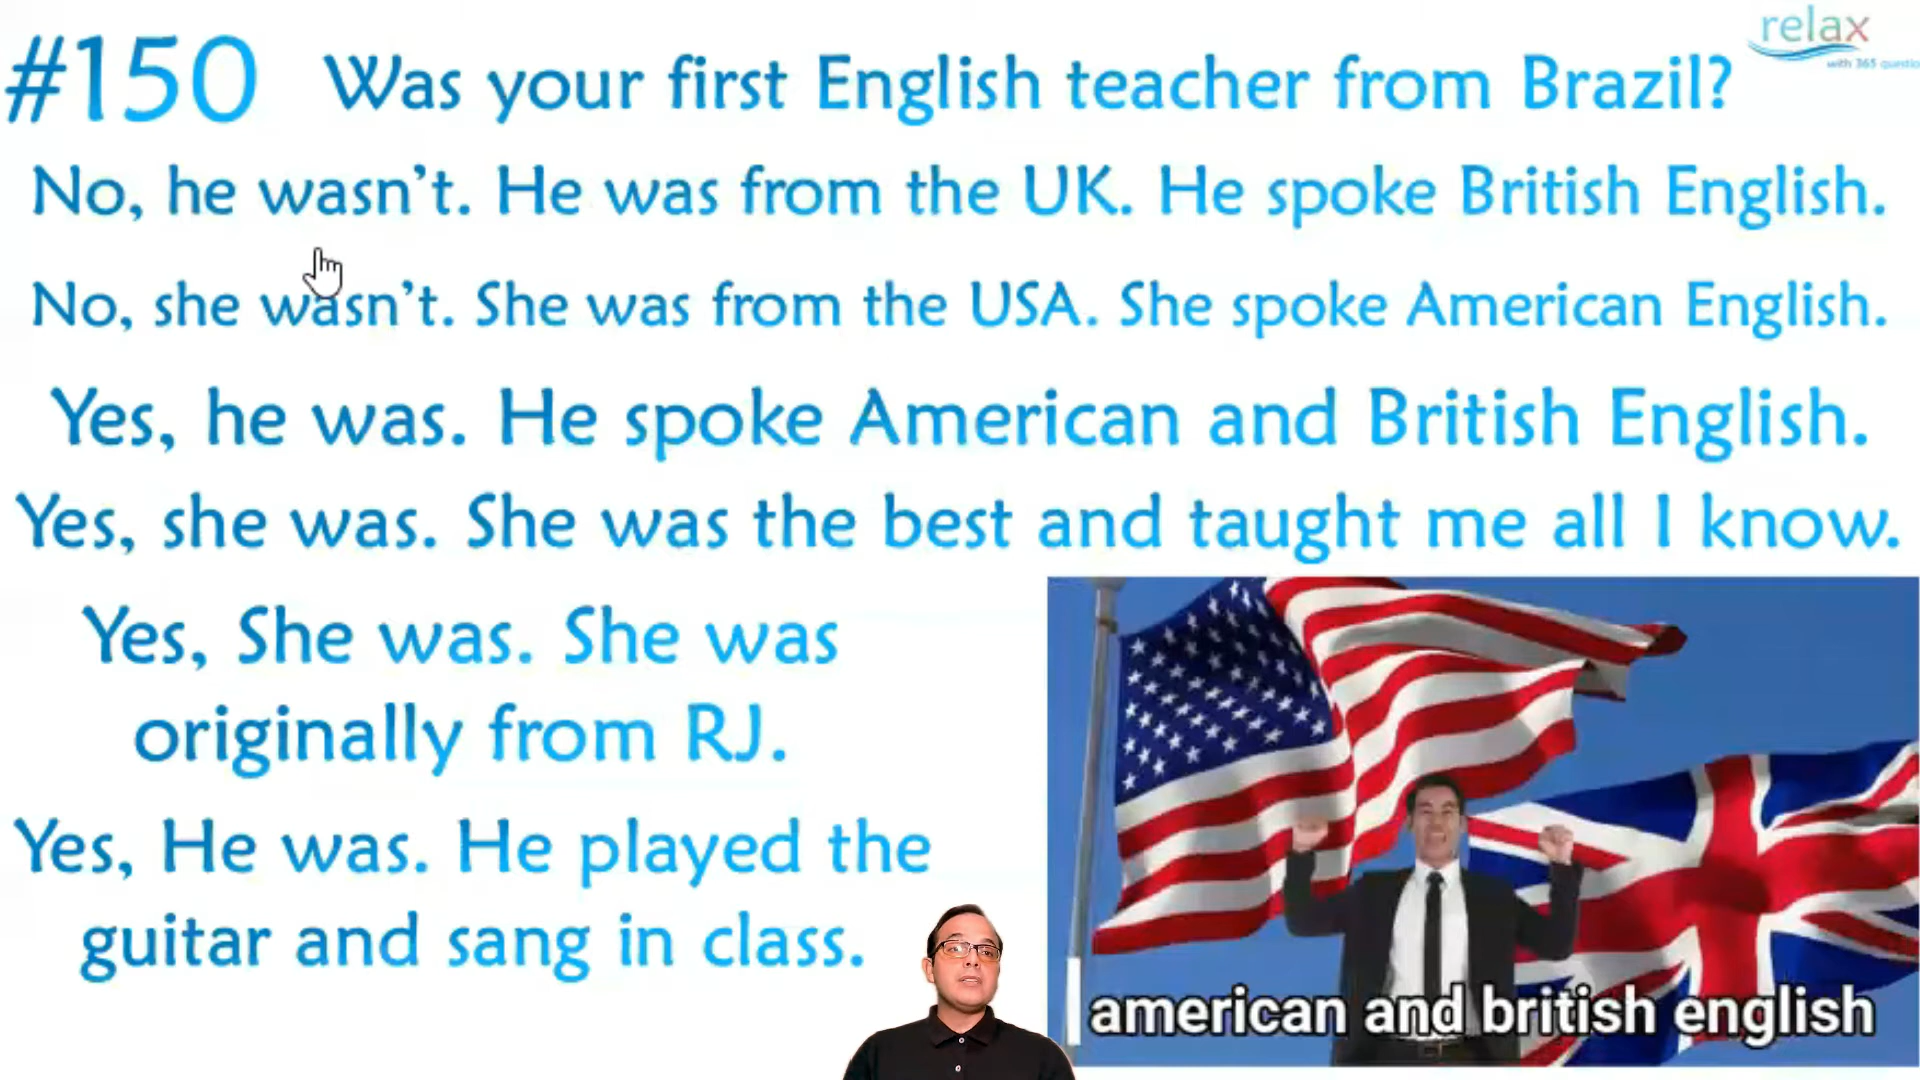 #150 Was your first English teacher from Brazil?
relax
with 365 questio
No, he wasn't. He was from the UK. He spoke British English.
No, she wasn't. She was from the USA. She spoke American English.
Yes, he was. He spoke American and British English.
Yes, she was. She was the best and taught me all I know.
Yes, She was. She was
originally from RJ.
Yes, He was. He played the
guitar and sang in class.
american and british english